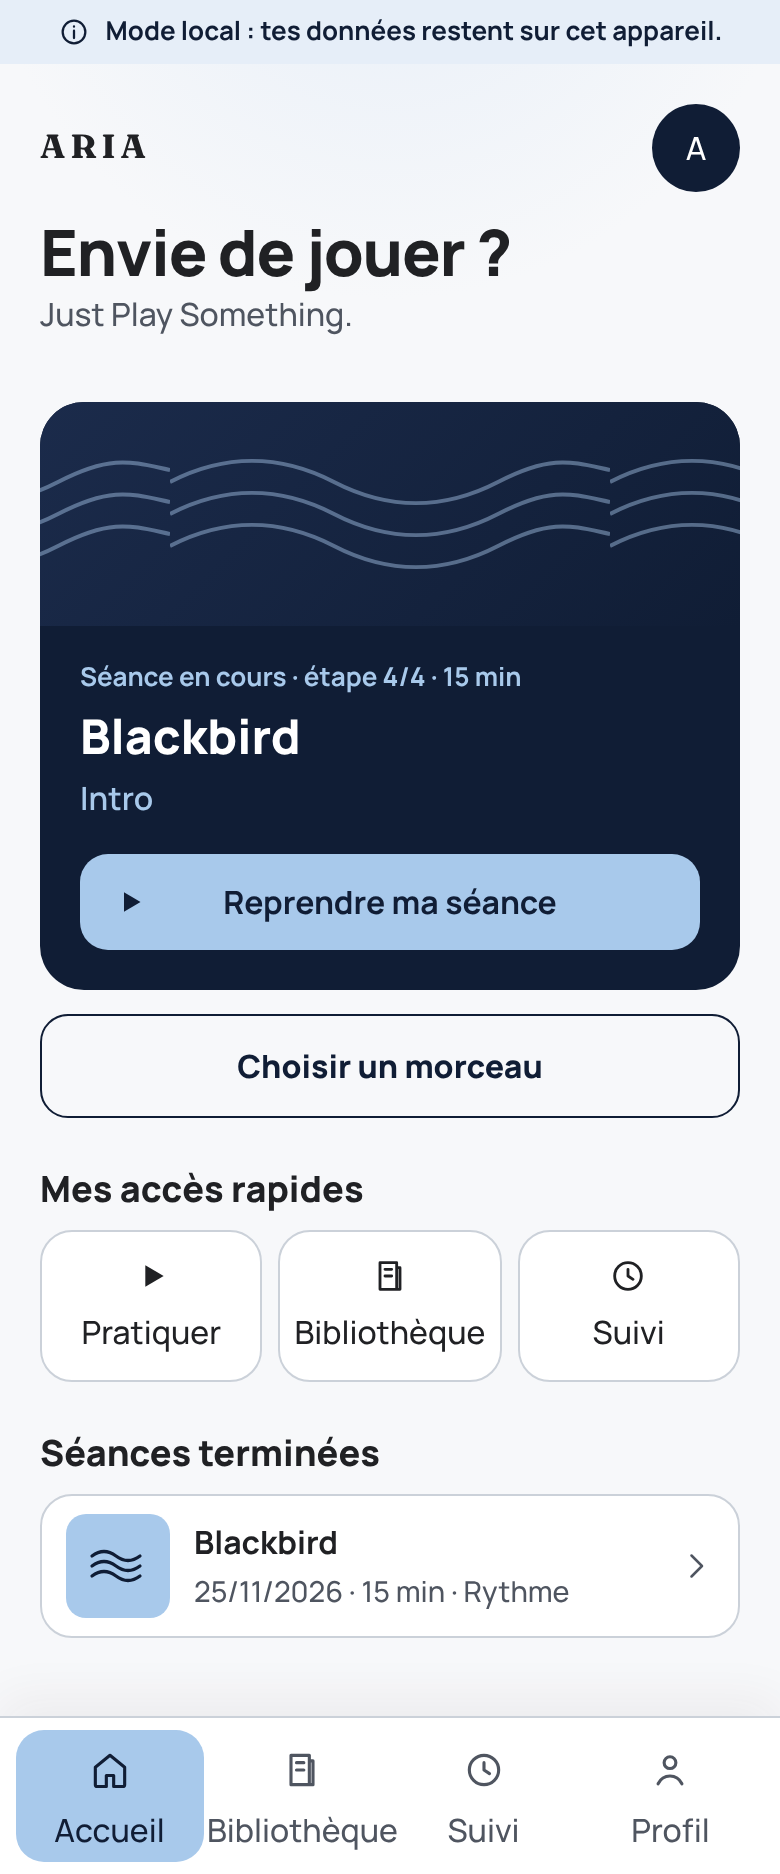 Mode local : tes données restent sur cet appareil.
ARIA
A
Envie de jouer ?
Just Play Something.
Séance en cours · étape 4/4 · 15 min
Blackbird
Intro
Reprendre ma séance
Choisir un morceau
Mes accès rapides
Pratiquer
Bibliothèque
Suivi
Séances terminées
Blackbird
25/11/2026 · 15 min · Rythme
Accueil
Bibliothèque
Suivi
Profil